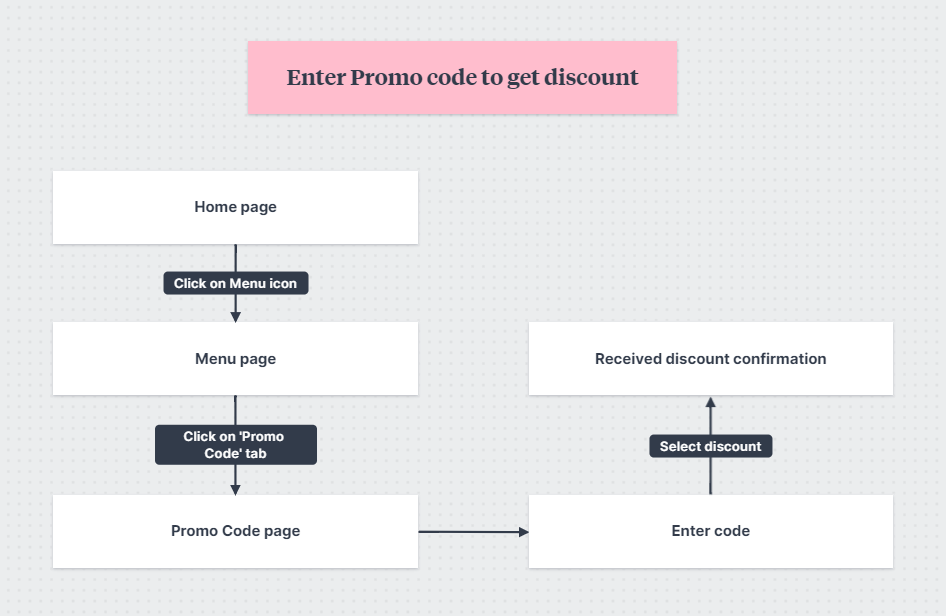 Enter Promo code to get discount
Home page
Click on Menu icon
Menu page
Click on 'Promo
Code' tab
Promo Code page
Enter code
Select discount
Received discount confirmation